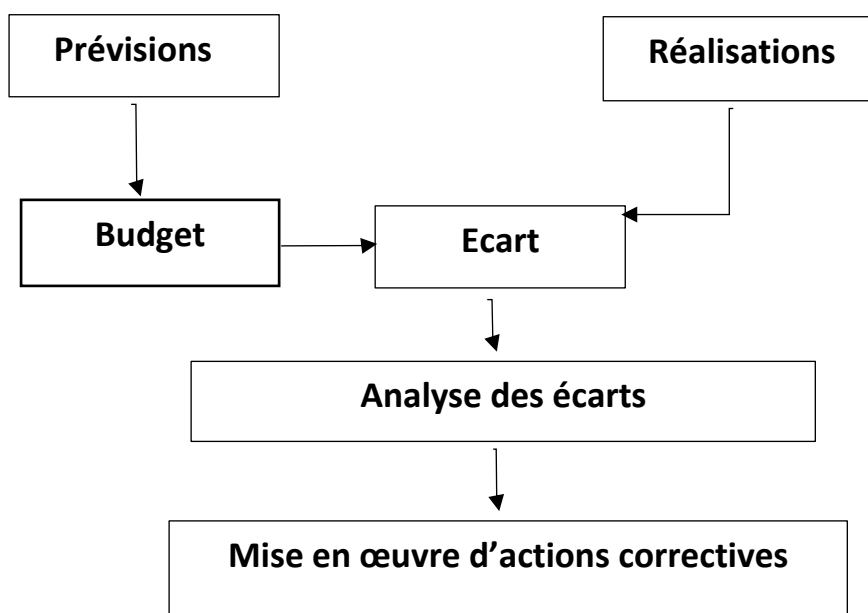 Prévisions
Réalisations
Budget
Ecart
Analyse des écarts
Mise en œuvre d’actions correctives